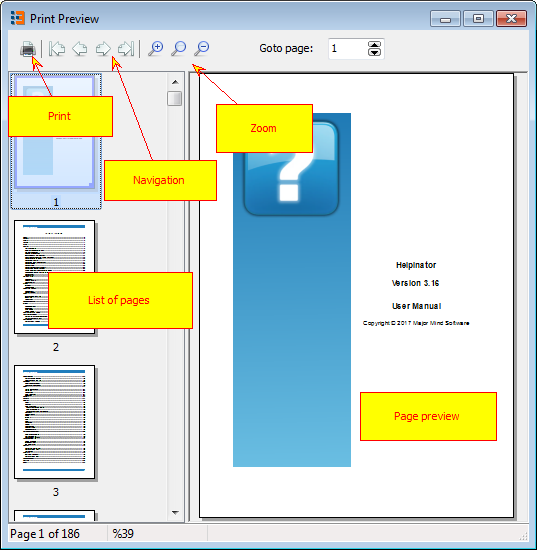 Print Preview
Goto page:
1
Print
Zoom
Navigation
1
List of pages
2
3
Helpinator
Version 3.16
User Manual
Copyright © 2017 Major Mind Software
Page preview
Page 1 of 186
%39